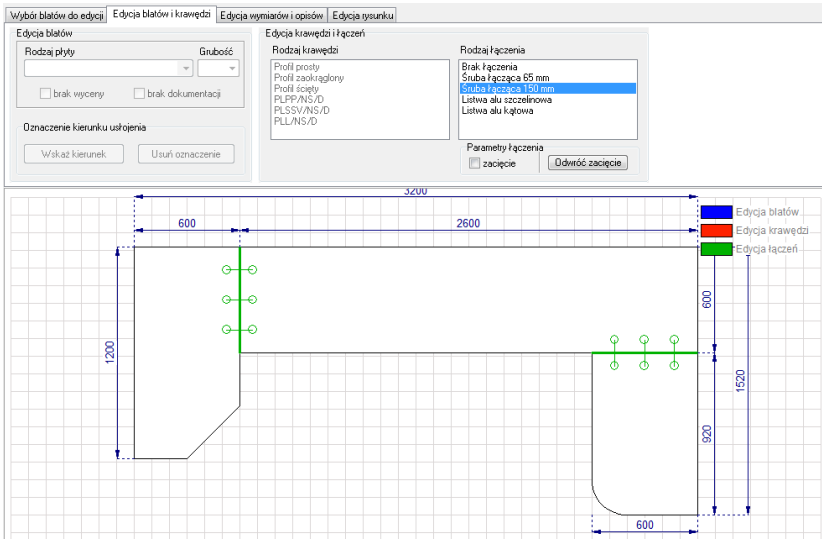 Wybór blatów do edycji Edycja blatów i krawędzi Edycja wymiarów i opisów Edycja rysunku
Edycja blatów
Rodzaj płyty Grubość
brak wyceny brak dokumentacji
Oznaczenie kierunku usłojenia
Wskaż kierunek Usuń oznaczenie
Edycja krawędzi i łączeń
Rodzaj krawędzi
Profil prosty
Profil zaokrąglony
Profil ścięty
PLPP/NS/D
PLSSV/NS/D
PLL/NS/D
Rodzaj łączenia
Brak łączenia
Śruba łącząca 65 mm
Śruba łącząca 150 mm
Listwa alu szczelinowa
Listwa alu kątowa
Parametry łączenia
zacięcie Odwróć zacięcie
3200
600 2600
Edycja blatów
Edycja krawędzi
Edycja łączeń
600
1200
1520
920
600